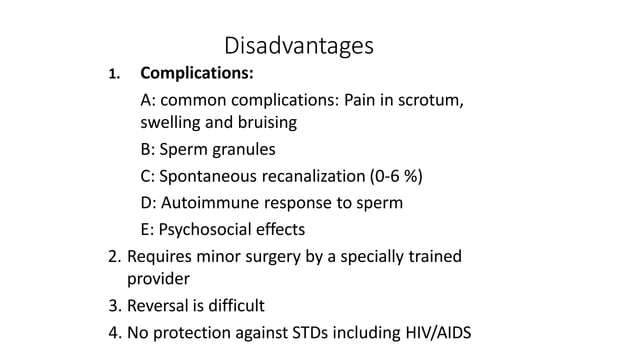 Disadvantages
1. Complications:
A: common complications: Pain in scrotum,
swelling and bruising
B: Sperm granules
C: Spontaneous recanalization (0-6 %)
D: Autoimmune response to sperm
E: Psychosocial effects
2. Requires minor surgery by a specially trained
provider
3. Reversal is difficult
4. No protection against STDs including HIV/AIDS